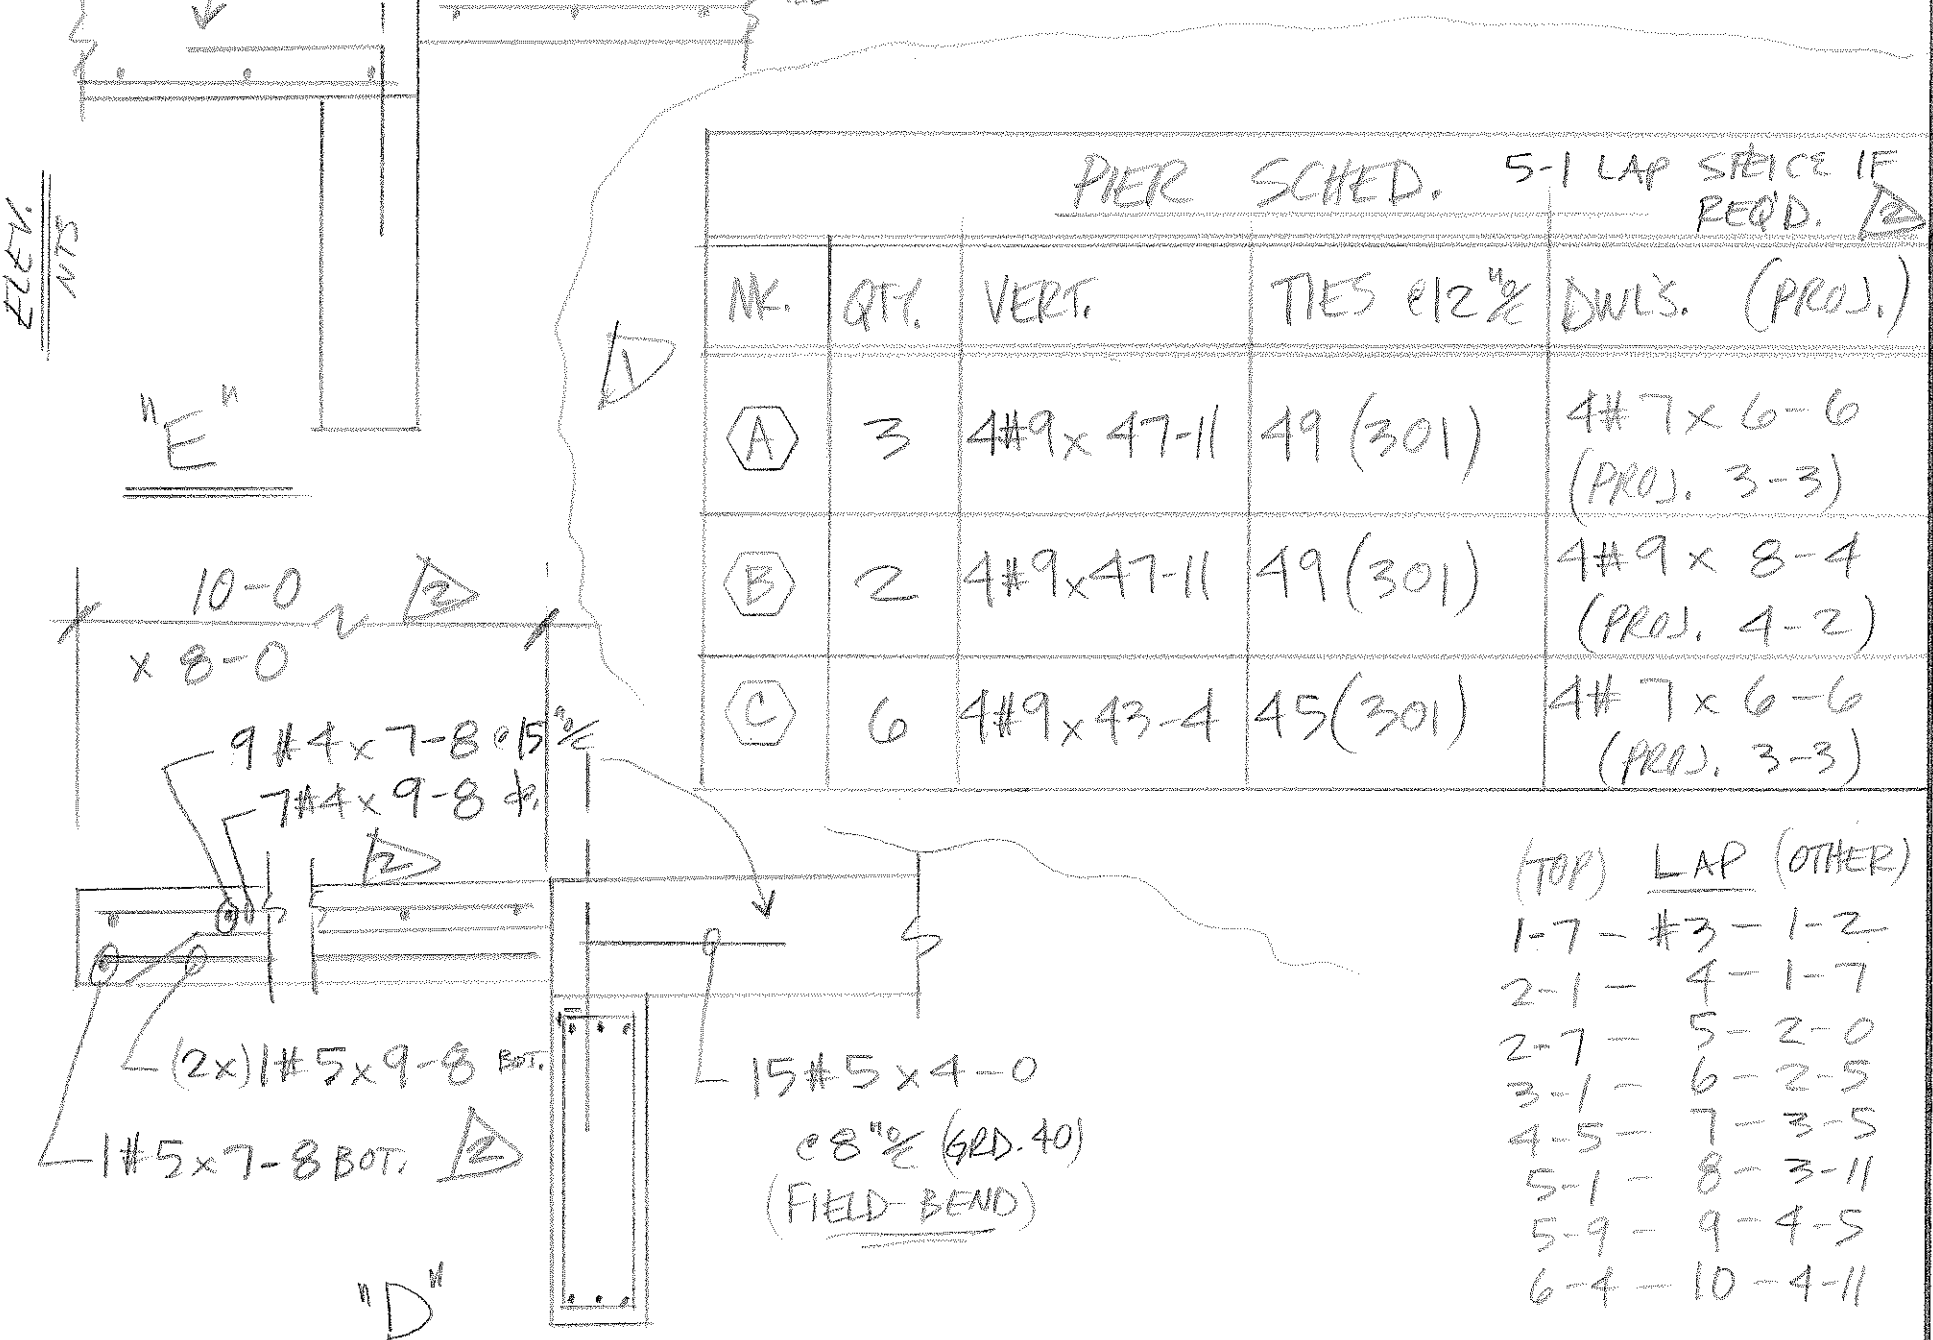 ELEV.
NTS
"E"
PIER SCHED. 5-1 LAP SPLICE IF
REQ'D. 2
1
MK. QTY. VERT. TIES @12"o/c DWL'S. (PROJ.)
A 3 4#9x47-11 49(301) 4#7x6-6
(PROJ. 3-3)
B 2 4#9x47-11 49(301) 4#9x8-4
(PROJ. 4-2)
C 6 4#9x43-4 45(301) 4#7x6-6
(PROJ. 3-3)
10-0 2
x 8-0
9#4x7-8@15"o/c
7#4x9-8 do.
2
(2x)1#5x9-8 BOT.
1#5x7-8 BOT. 2
15#5x4-0
@8"o/c (GRD.40)
(FIELD BEND)
"D"
(TOP) LAP (OTHER)
1-7 - #3 - 1-2
2-1 - 4 - 1-7
2-7 - 5 - 2-0
3-1 - 6 - 2-5
4-5 - 7 - 3-5
5-1 - 8 - 3-11
5-9 - 9 - 4-5
6-4 - 10 - 4-11